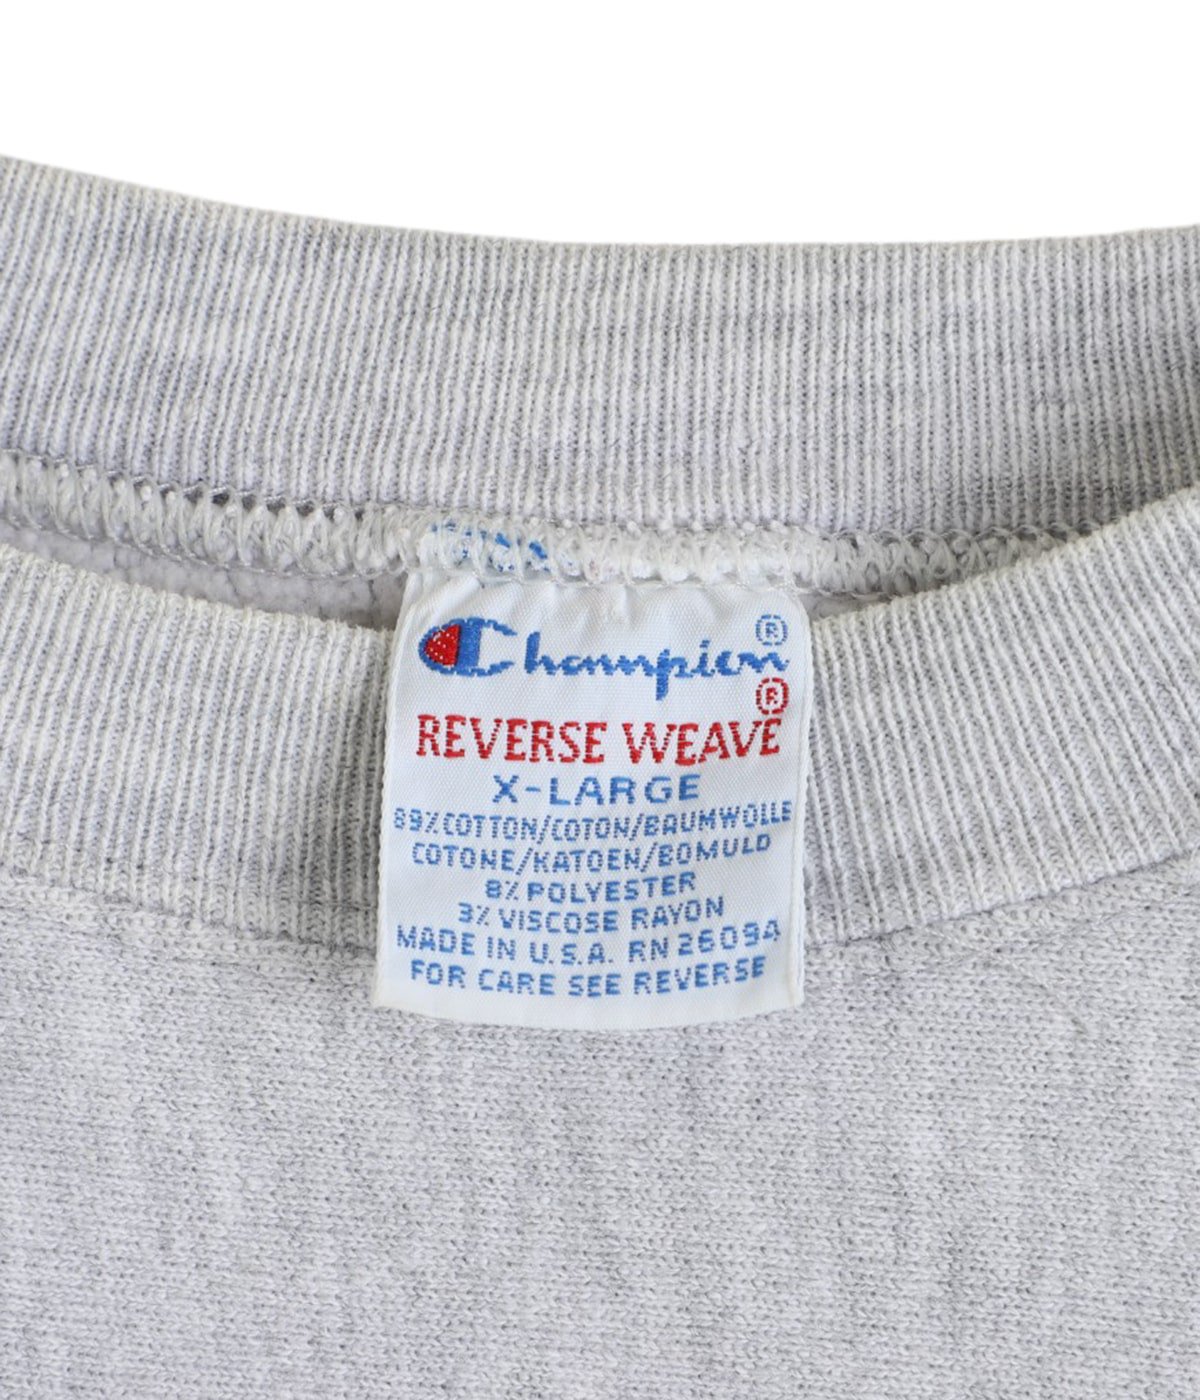 Champion®
REVERSE WEAVE®
X-LARGE
89% COTTON/COTON/BAUMWOLLE
COTONE/KATOEN/BOMULD
8% POLYESTER
3% VISCOSE RAYON
MADE IN U.S.A. RN 26094
FOR CARE SEE REVERSE